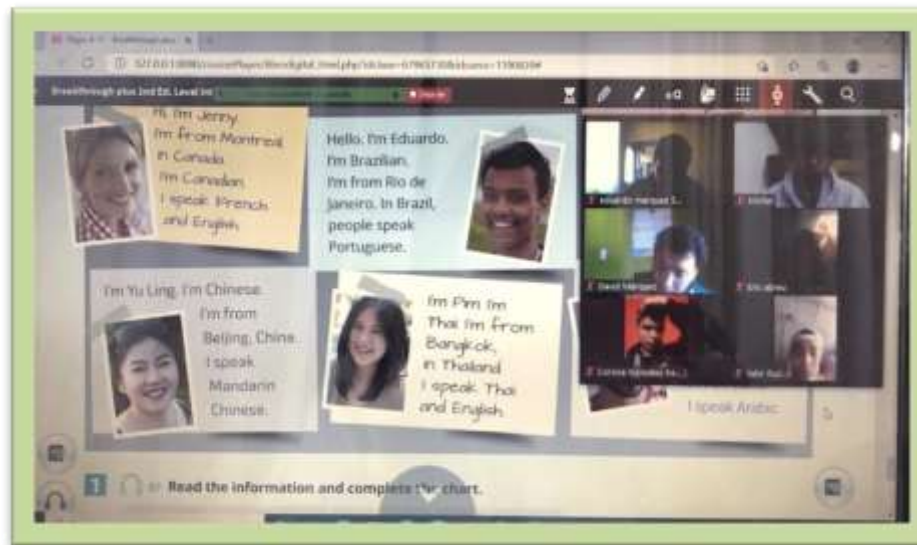 Breakthrough plus 2nd Ed. Level Int
Hi, I'm Jenny.
I'm from Montreal
in Canada.
I'm Canadian.
I speak French
and English
Hello. I'm Eduardo.
I'm Brazilian.
I'm from Rio de
Janeiro. In Brazil,
people speak
Portuguese.
I'm Yu Ling. I'm Chinese.
I'm from
Beijing, China.
I speak
Mandarin
Chinese.
I'm Pim I'm
Thai I'm from
Bangkok,
in Thailand
I speak Thai
and English
I speak Arabic.
David Marquez
1 Read the information and complete the chart.